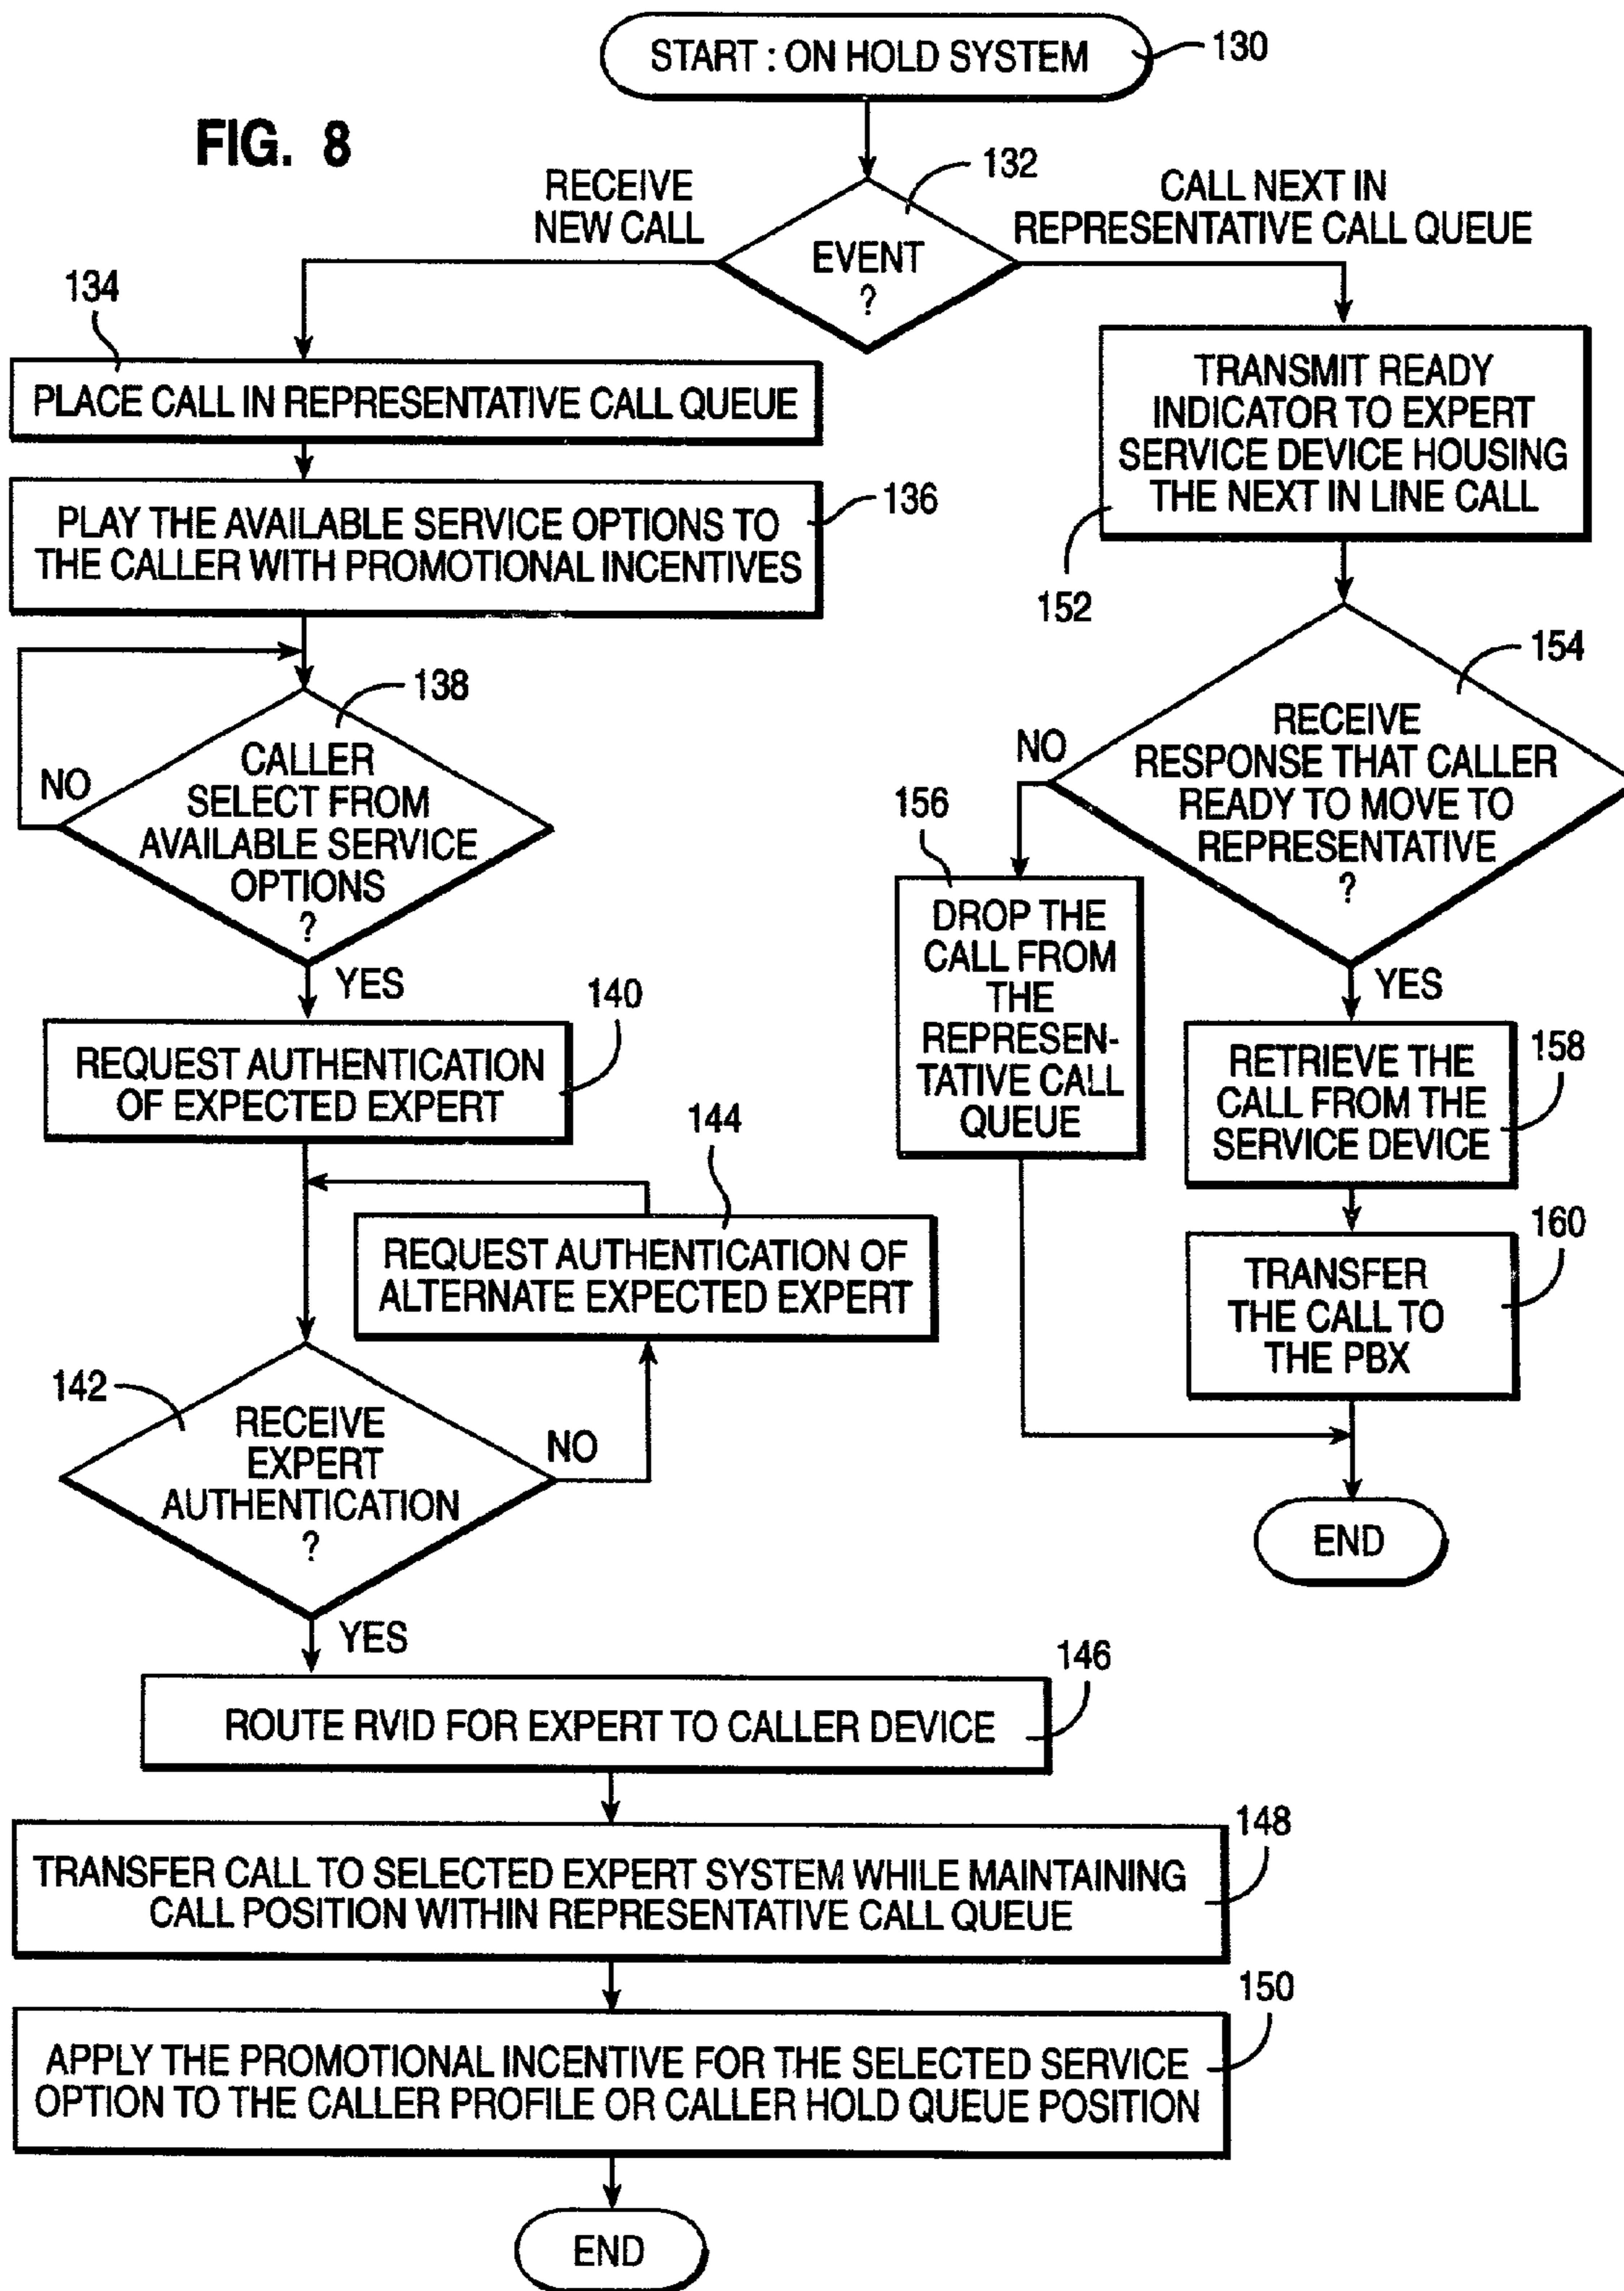 START : ON HOLD SYSTEM
130
FIG. 8
132
RECEIVE
NEW CALL
CALL NEXT IN
REPRESENTATIVE CALL QUEUE
EVENT
?
134
PLACE CALL IN REPRESENTATIVE CALL QUEUE
136
PLAY THE AVAILABLE SERVICE OPTIONS TO
THE CALLER WITH PROMOTIONAL INCENTIVES
138
NO
CALLER
SELECT FROM
AVAILABLE SERVICE
OPTIONS
?
YES
140
REQUEST AUTHENTICATION
OF EXPECTED EXPERT
144
REQUEST AUTHENTICATION OF
ALTERNATE EXPECTED EXPERT
142
RECEIVE
EXPERT
AUTHENTICATION
?
NO
YES
146
ROUTE RVID FOR EXPERT TO CALLER DEVICE
148
TRANSFER CALL TO SELECTED EXPERT SYSTEM WHILE MAINTAINING
CALL POSITION WITHIN REPRESENTATIVE CALL QUEUE
150
APPLY THE PROMOTIONAL INCENTIVE FOR THE SELECTED SERVICE
OPTION TO THE CALLER PROFILE OR CALLER HOLD QUEUE POSITION
END
TRANSMIT READY
INDICATOR TO EXPERT
SERVICE DEVICE HOUSING
THE NEXT IN LINE CALL
152
154
RECEIVE
RESPONSE THAT CALLER
READY TO MOVE TO
REPRESENTATIVE
?
NO
156
DROP THE
CALL FROM
THE
REPRESEN-
TATIVE CALL
QUEUE
YES
158
RETRIEVE THE
CALL FROM THE
SERVICE DEVICE
160
TRANSFER
THE CALL TO
THE PBX
END